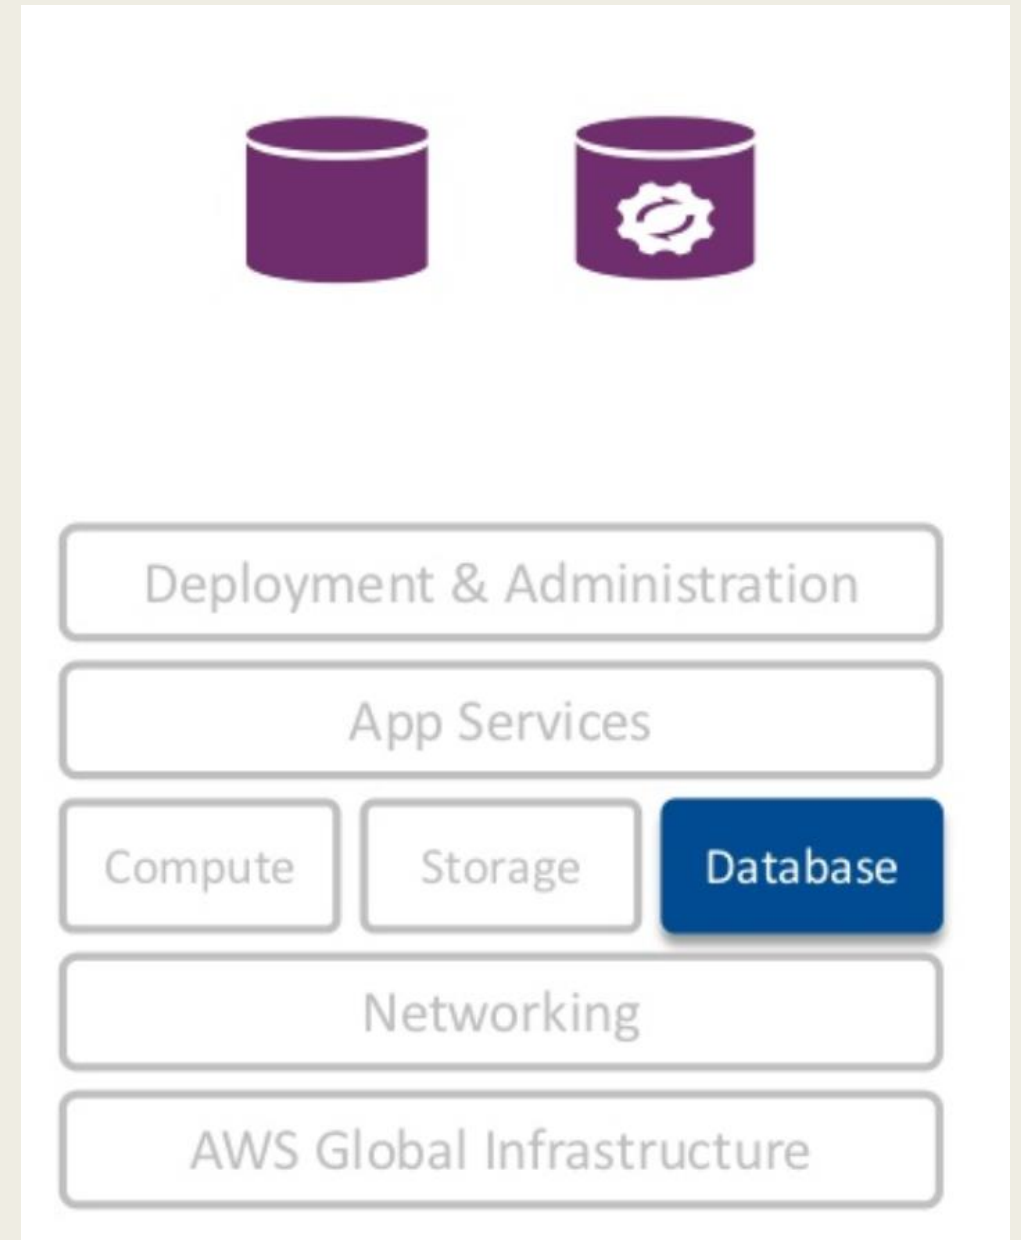 Deployment & Administration
App Services
Compute
Storage
Database
Networking
AWS Global Infrastructure